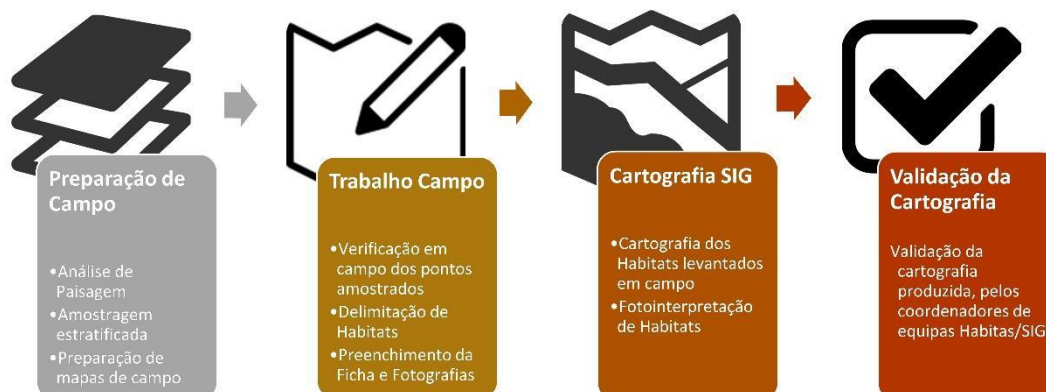 Preparação de
Campo
•Análise de
Paisagem
•Amostragem
estratificada
•Preparação de
mapas de campo
Trabalho Campo
•Verificação em
campo dos pontos
amostrados
•Delimitação de
Habitats
•Preenchimento da
Ficha e Fotografias
Cartografia SIG
•Cartografia dos
Habitats levantados
em campo
•Fotointerpretação
de Habitats
Validação da
Cartografia
Validação da
cartografia
produzida, pelos
coordenadores de
equipas Habitas/SIG